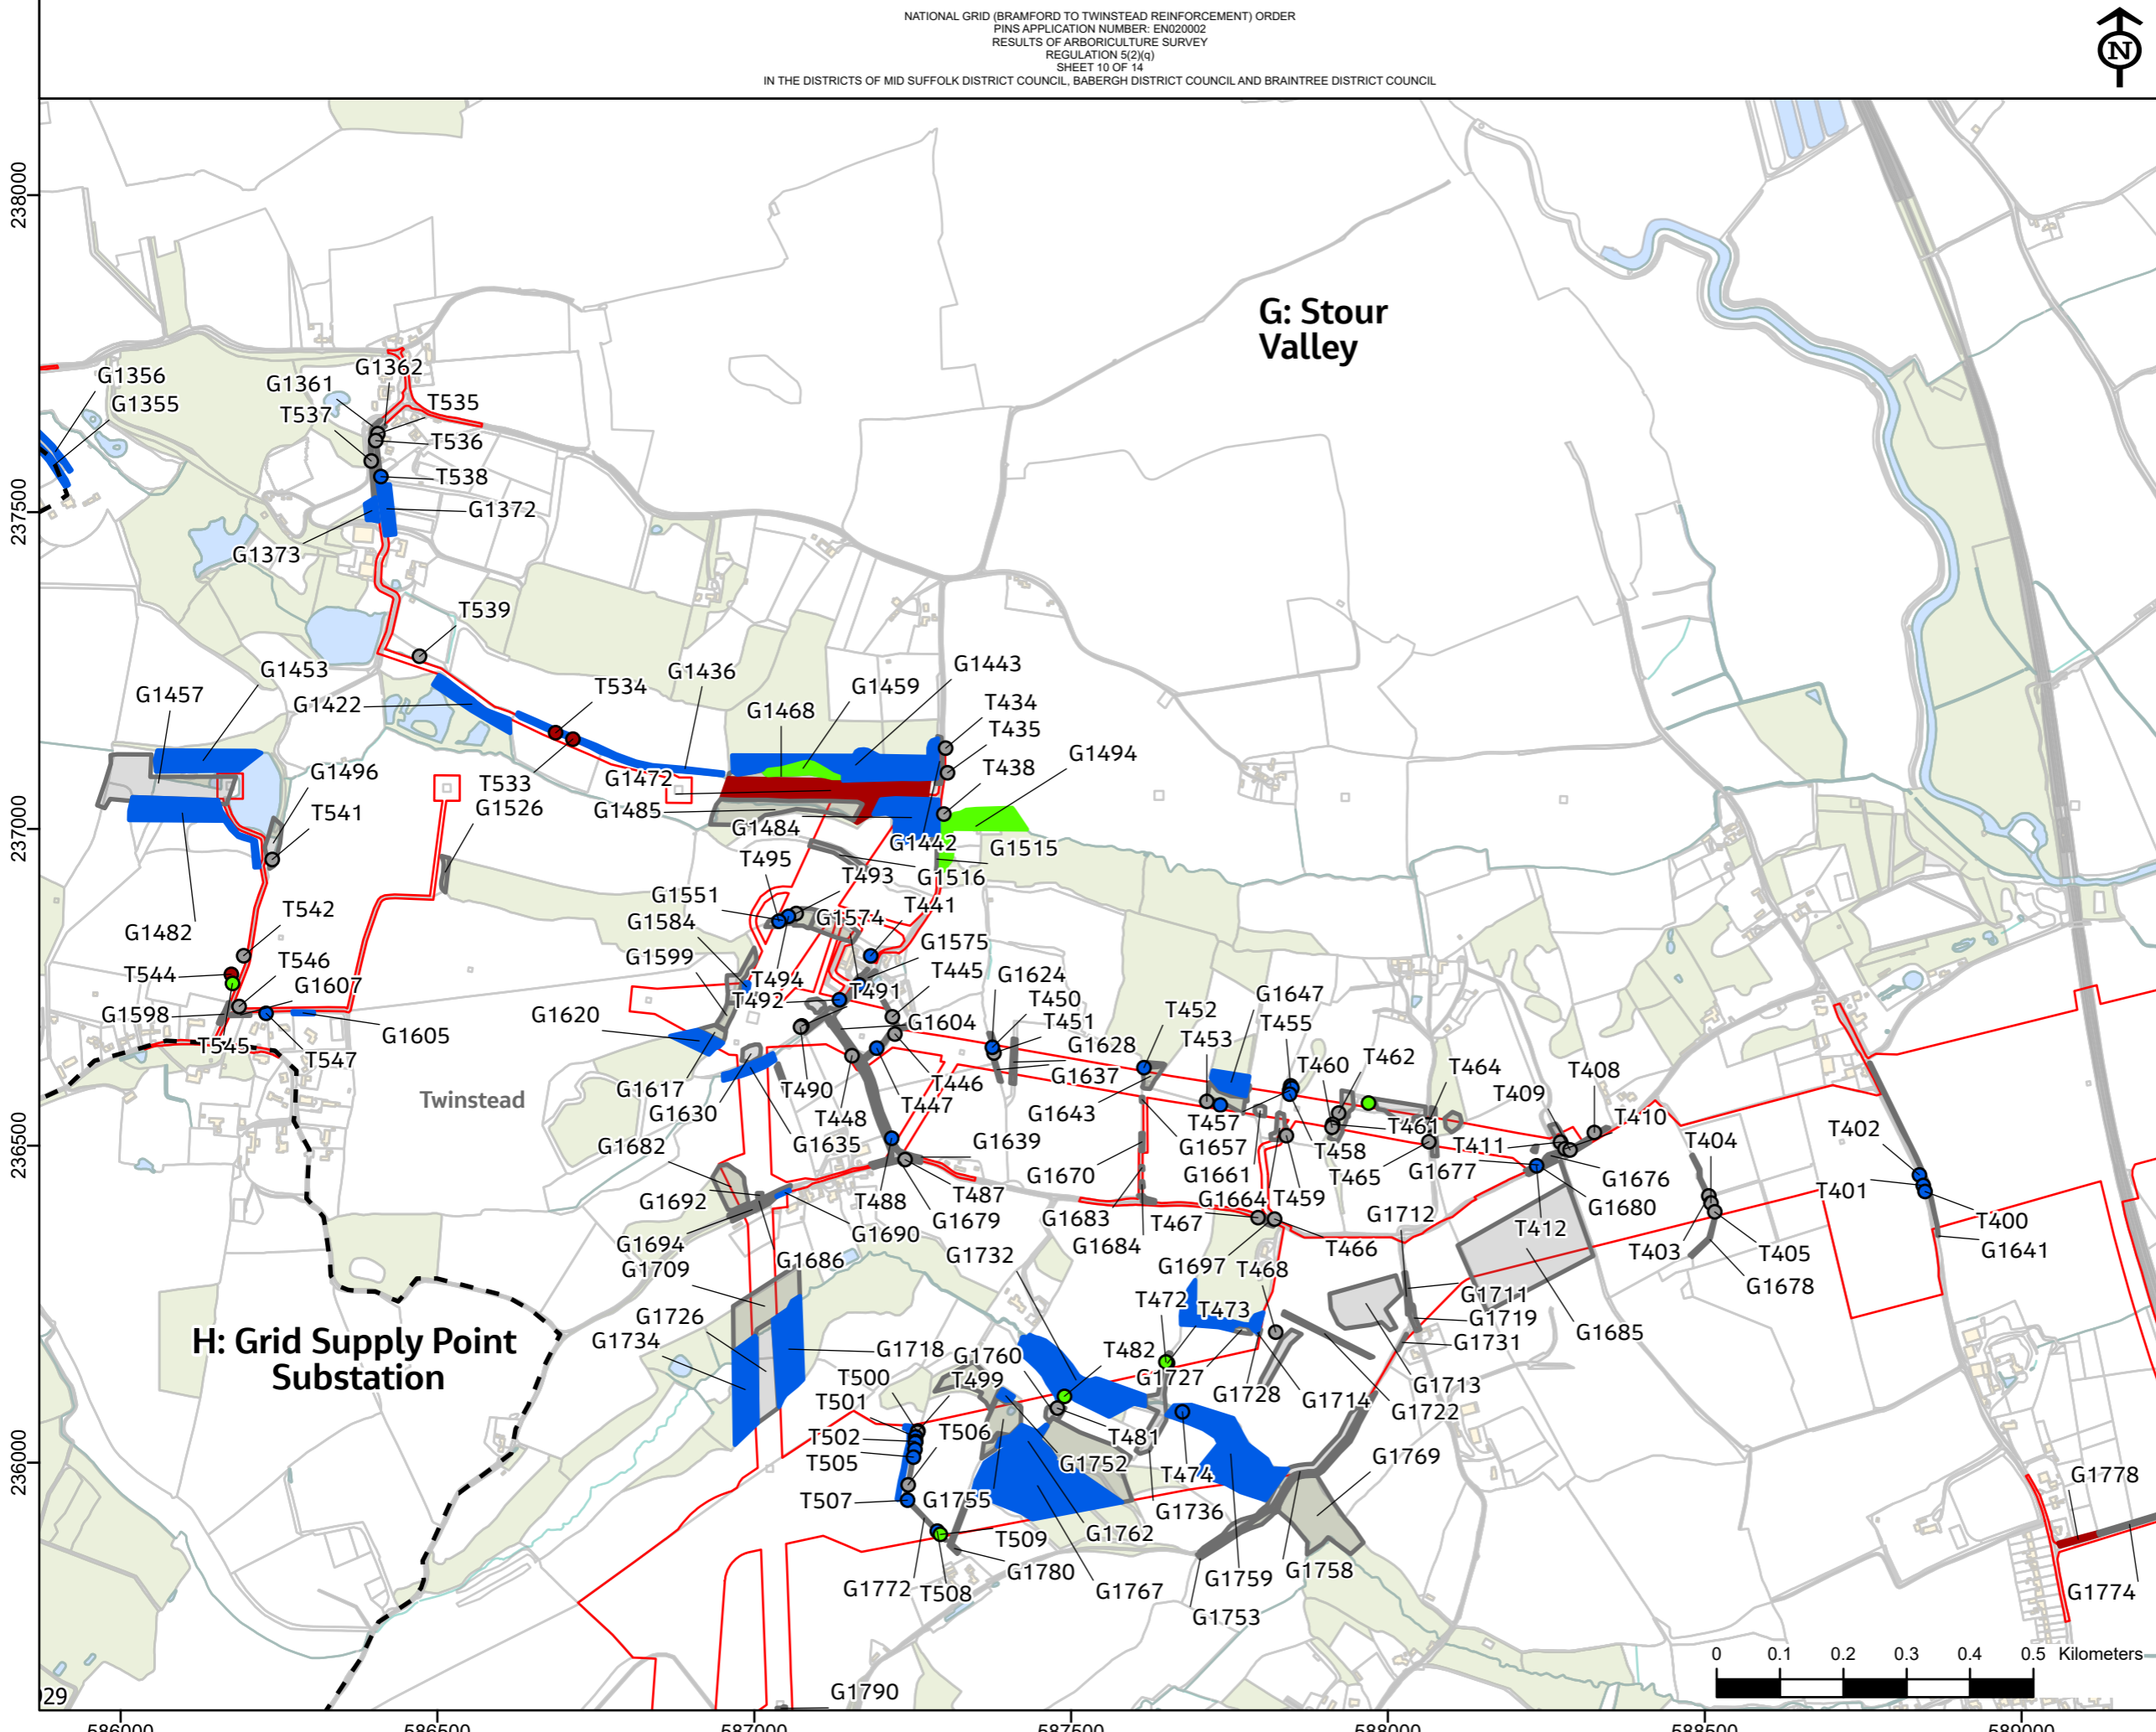 NATIONAL GRID (BRAMFORD TO TWINSTEAD REINFORCEMENT) ORDER
PINS APPLICATION NUMBER: EN020002
RESULTS OF ARBORICULTURE SURVEY
REGULATION 5(2)(q)
SHEET 10 OF 14
IN THE DISTRICTS OF MID SUFFOLK DISTRICT COUNCIL, BABERGH DISTRICT COUNCIL AND BRAINTREE DISTRICT COUNCIL
N
238000
G: Stour
Valley
G1362
G1356
G1361
G1355
T535
T537
T536
T538
237500
G1372
G1373
T539
G1453
G1436
G1443
G1457
T534
G1459
G1422
G1468
T434
T435
G1494
G1496
T438
T533
G1472
G1526
G1485
T541
237000
G1484
G1442
G1515
T495
T493
G1516
G1551
T542
G1584
G1574
T441
G1482
G1599
G1575
T546
T544
T494
T445
G1624
G1607
T492
T491
T450
T452
G1647
G1598
G1620
G1604
T451
T453
T455
T545
G1605
T547
G1628
T460
T462
G1637
T464
T408
Twinstead
G1617
T490
T446
T409
G1630
T448
T447
G1643
T457
T461
T410
G1635
G1639
G1657
T458
T411
T404
T402
236500
G1682
G1670
G1661
T465
G1677
G1676
G1692
T488
T487
G1664
T459
G1680
T401
G1679
G1683
T467
G1712
T412
T400
G1694
G1690
G1684
T466
T403
T405
G1641
G1709
G1686
G1732
G1697
T468
G1678
G1726
T472
T473
G1711
H: Grid Supply Point
Substation
G1734
G1719
G1685
G1718
G1760
T482
G1731
T500
T499
G1727
G1713
T501
G1728
G1714
G1722
T502
T506
T481
236000
T505
G1752
T474
G1769
G1778
T507
G1755
G1736
T509
G1762
G1772
T508
G1780
G1767
G1759
G1758
G1774
G1753
0 0.1 0.2 0.3 0.4 0.5 Kilometers
G1790
029
586000 586500 587000 587500 588000 588500 589000